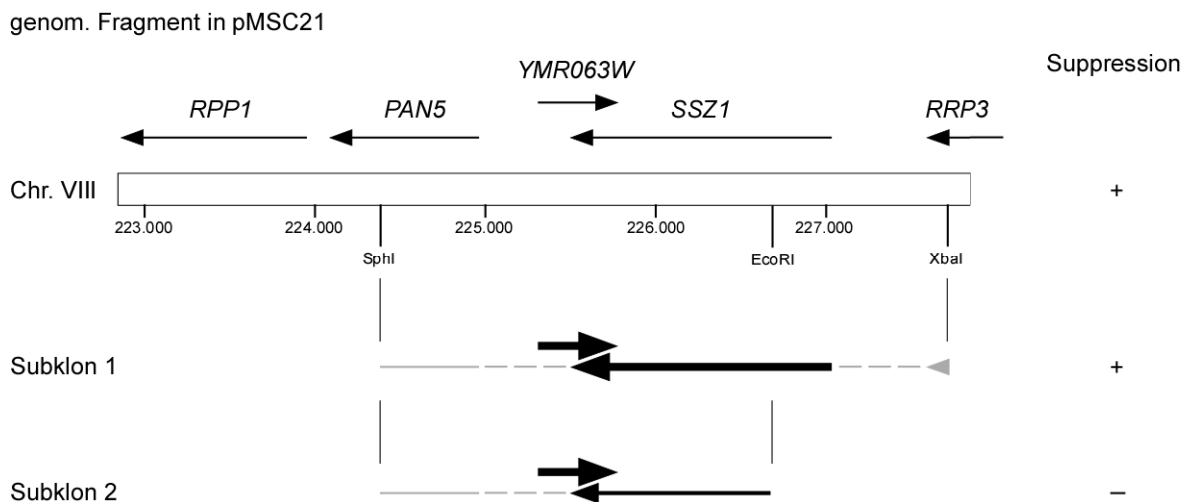 genom. Fragment in pMSC21
YMR063W Suppression
RPP1 PAN5 SSZ1 RRP3
Chr. VIII +
223.000 224.000 225.000 226.000 227.000
SphI EcoRI XbaI
Subklon 1 +
Subklon 2 –